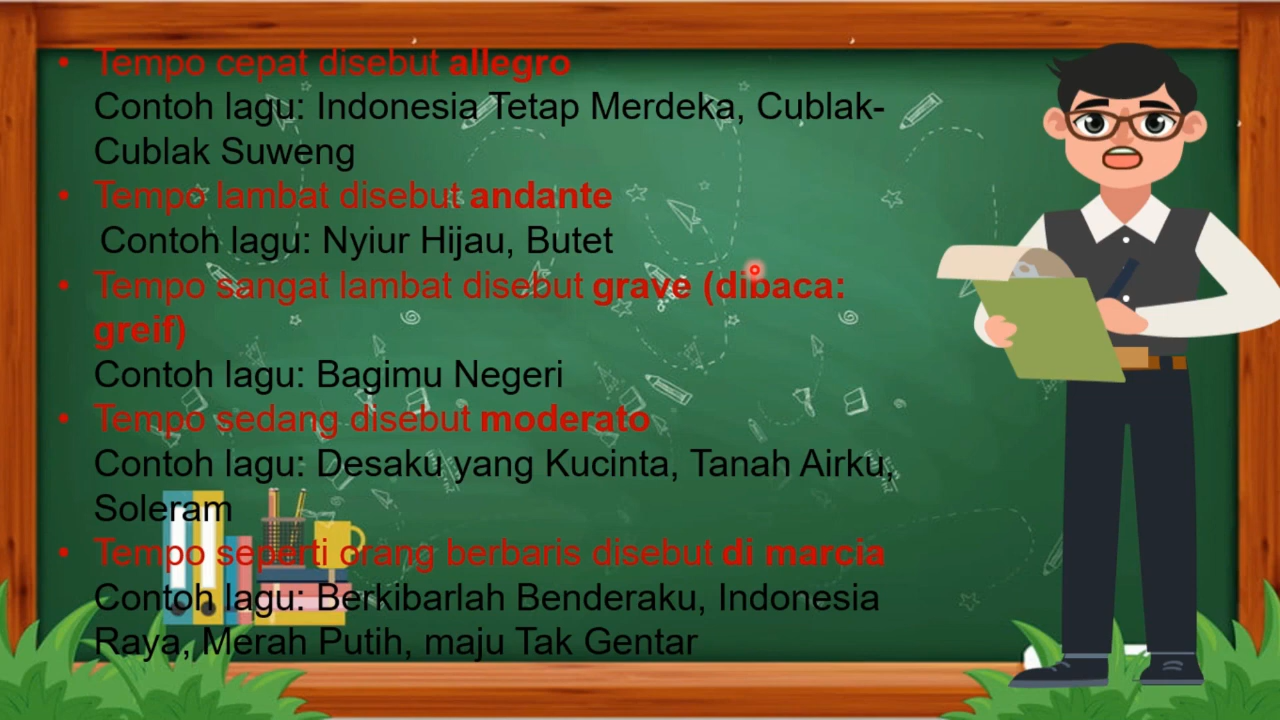 • Tempo cepat disebut allegro
Contoh lagu: Indonesia Tetap Merdeka, Cublak-
Cublak Suweng
• Tempo lambat disebut andante
Contoh lagu: Nyiur Hijau, Butet
• Tempo sangat lambat disebut grave (dibaca:
greif)
Contoh lagu: Bagimu Negeri
• Tempo sedang disebut moderato
Contoh lagu: Desaku yang Kucinta, Tanah Airku,
Soleram
• Tempo seperti orang berbaris disebut di marcia
Contoh lagu: Berkibarlah Benderaku, Indonesia
Raya, Merah Putih, maju Tak Gentar